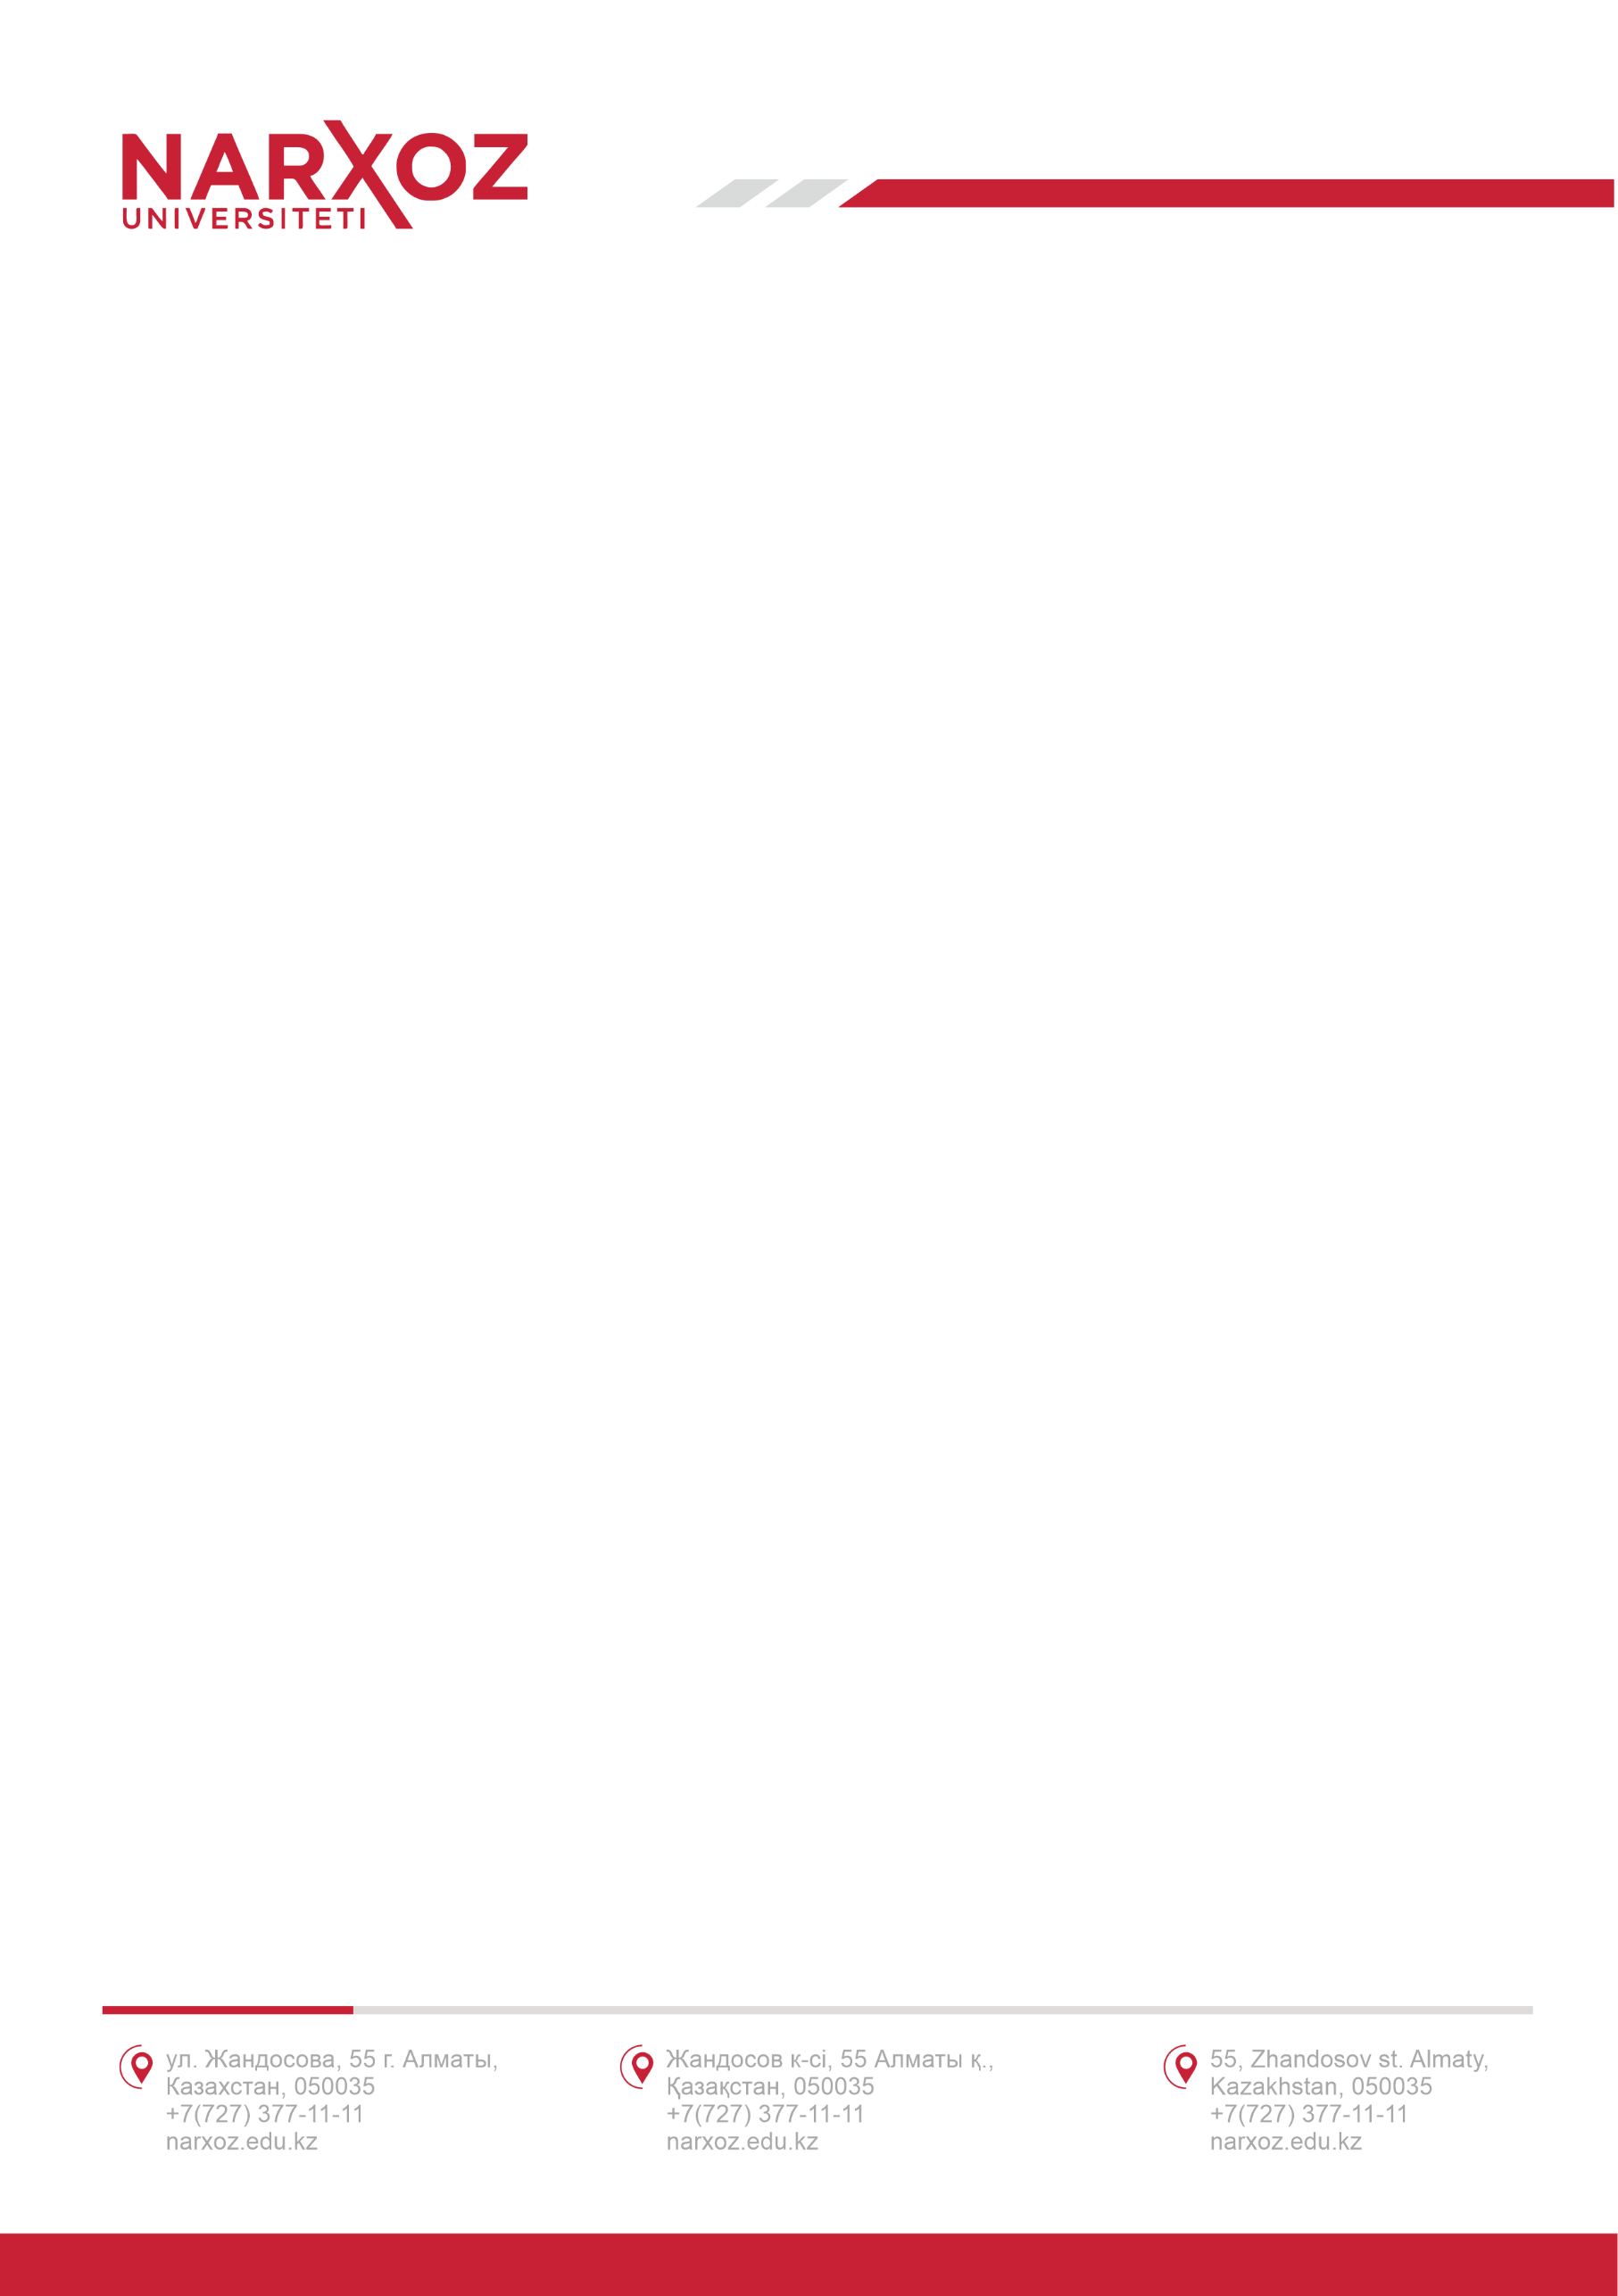 NARXOZ
UNIVERSITETI
ул. Жандосова, 55 г. Алматы,
Казахстан, 050035
+7(727) 377-11-11
narxoz.edu.kz
Жандосов к-сі, 55 Алматы қ.,
Қазақстан, 050035
+7(727) 377-11-11
narxoz.edu.kz
55, Zhandosov st. Almaty,
Kazakhstan, 050035
+7(727) 377-11-11
narxoz.edu.kz